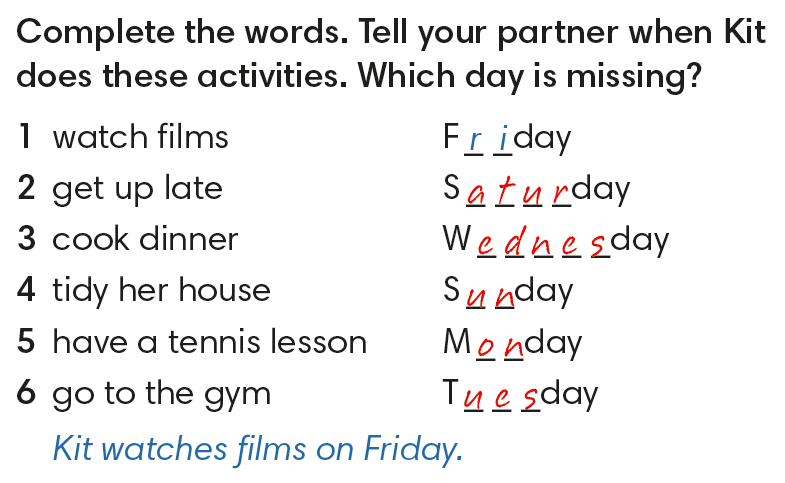 Complete the words. Tell your partner when Kit
does these activities. Which day is missing?
1 watch films Friday
2 get up late Saturday
3 cook dinner Wednesday
4 tidy her house Sunday
5 have a tennis lesson Monday
6 go to the gym Tuesday
Kit watches films on Friday.